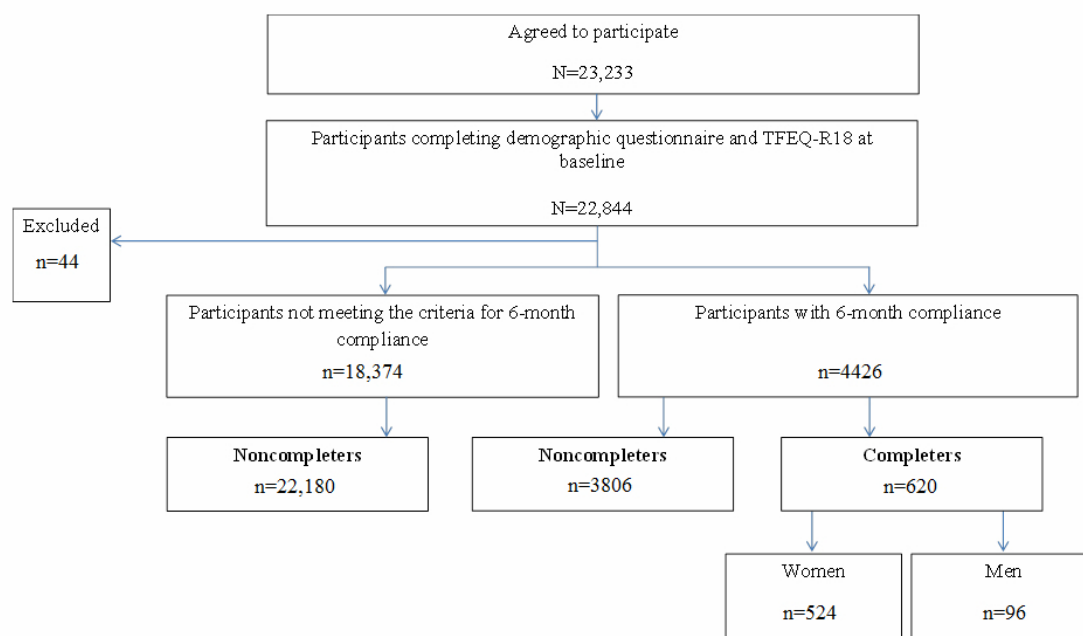 Agreed to participate
N=23,233
Participants completing demographic questionnaire and TFEQ-R18 at
baseline
N=22,844
Excluded
n=44
Participants not meeting the criteria for 6-month
compliance
n=18,374
Participants with 6-month compliance
n=4426
Noncompleters
n=22,180
Noncompleters
n=3806
Completers
n=620
Women
n=524
Men
n=96